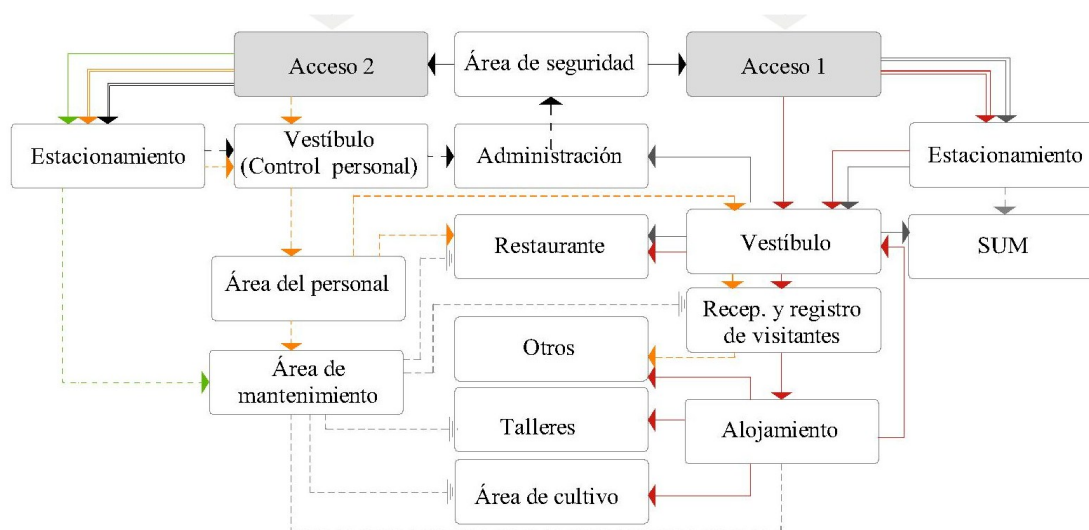 Acceso 2
Área de seguridad
Acceso 1
Estacionamiento
Vestíbulo
(Control personal)
Administración
Estacionamiento
Restaurante
Vestíbulo
SUM
Área del personal
Recep. y registro
de visitantes
Otros
Área de
mantenimiento
Talleres
Alojamiento
Área de cultivo